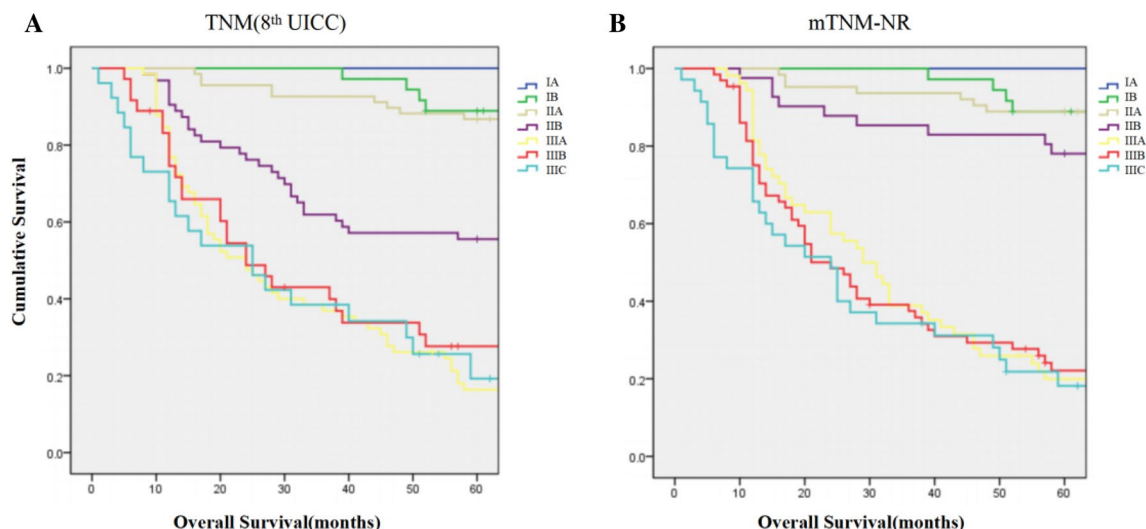 A
TNM(8th UICC)
1.0
0.8
0.6
0.4
0.2
0.0
Cumulative Survival
0
10
20
30
40
50
60
Overall Survival(months)
IA
IB
IIA
IIB
IIIA
IIIB
IIIC
B
mTNM-NR
1.0
0.8
0.6
0.4
0.2
0.0
0
10
20
30
40
50
60
Overall Survival(months)
IA
IB
IIA
IIB
IIIA
IIIB
IIIC